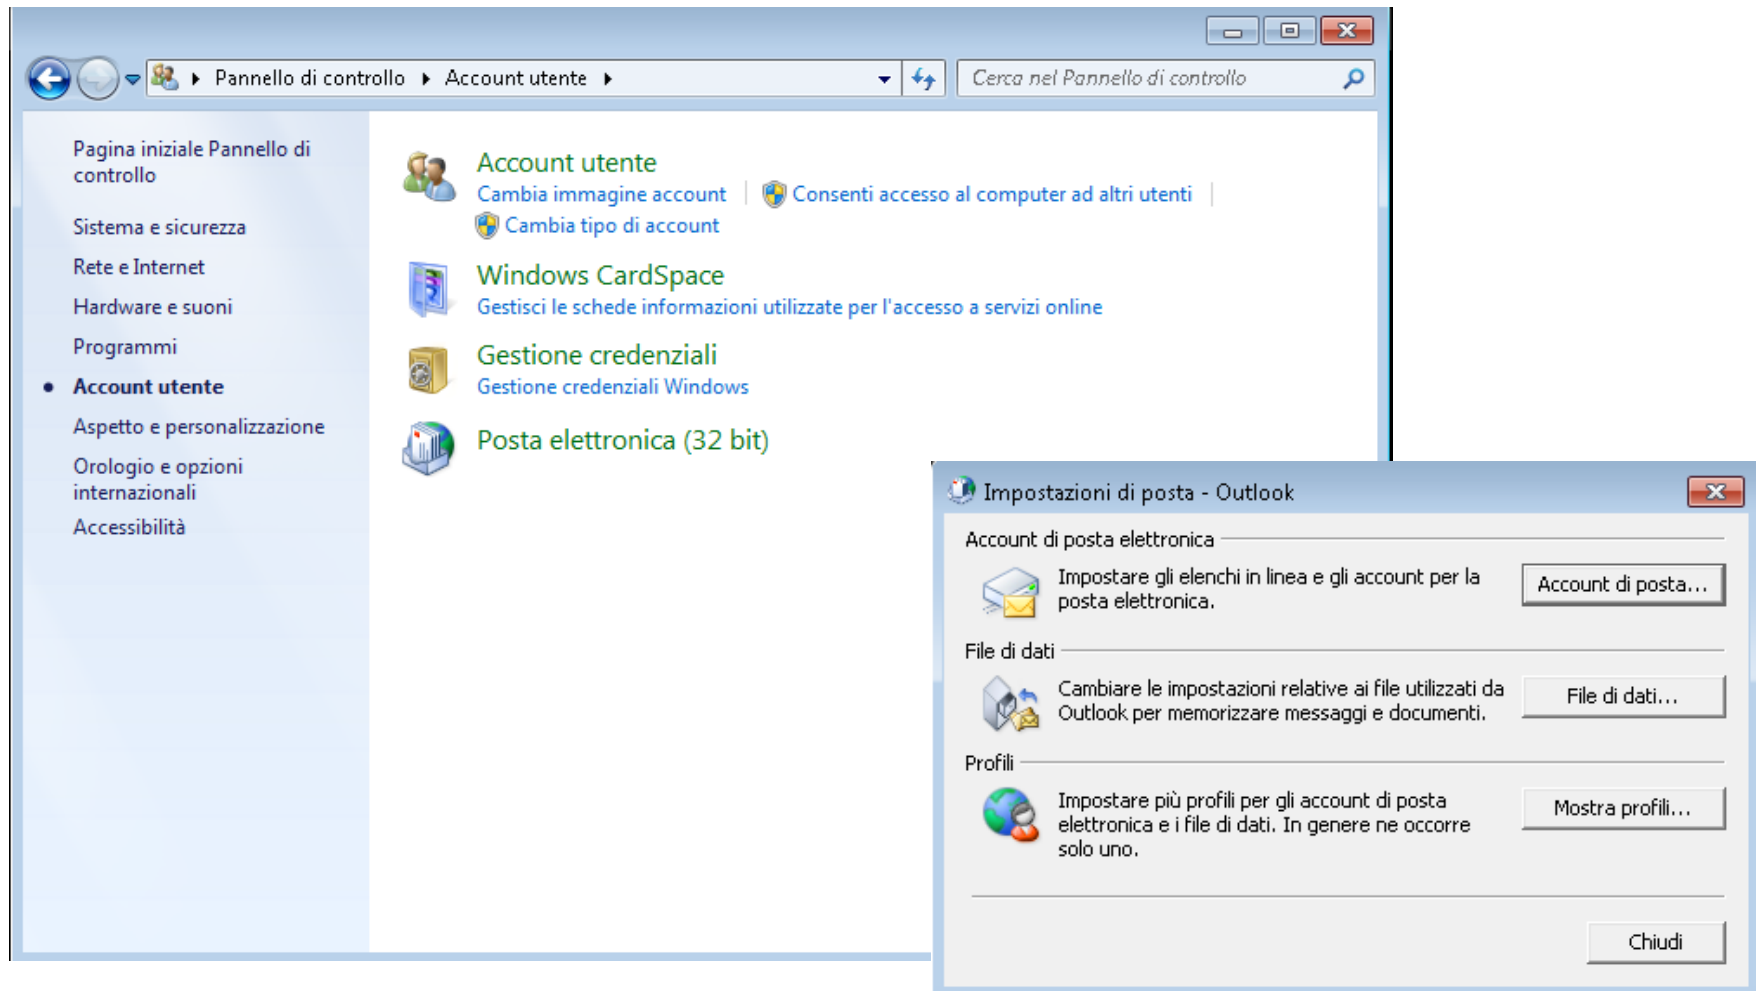 Pannello di controllo Account utente
Cerca nel Pannello di controllo
Pagina iniziale Pannello di
controllo
Sistema e sicurezza
Rete e Internet
Hardware e suoni
Programmi
Account utente
Aspetto e personalizzazione
Orologio e opzioni
internazionali
Accessibilità
Account utente
Cambia immagine account
Consenti accesso al computer ad altri utenti
Cambia tipo di account
Windows CardSpace
Gestisci le schede informazioni utilizzate per l'accesso a servizi online
Gestione credenziali
Gestione credenziali Windows
Posta elettronica (32 bit)
Impostazioni di posta - Outlook
Account di posta elettronica
Impostare gli elenchi in linea e gli account per la
posta elettronica.
Account di posta...
File di dati
Cambiare le impostazioni relative ai file utilizzati da
Outlook per memorizzare messaggi e documenti.
File di dati...
Profili
Impostare più profili per gli account di posta
elettronica e i file di dati. In genere ne occorre
solo uno.
Mostra profili...
Chiudi